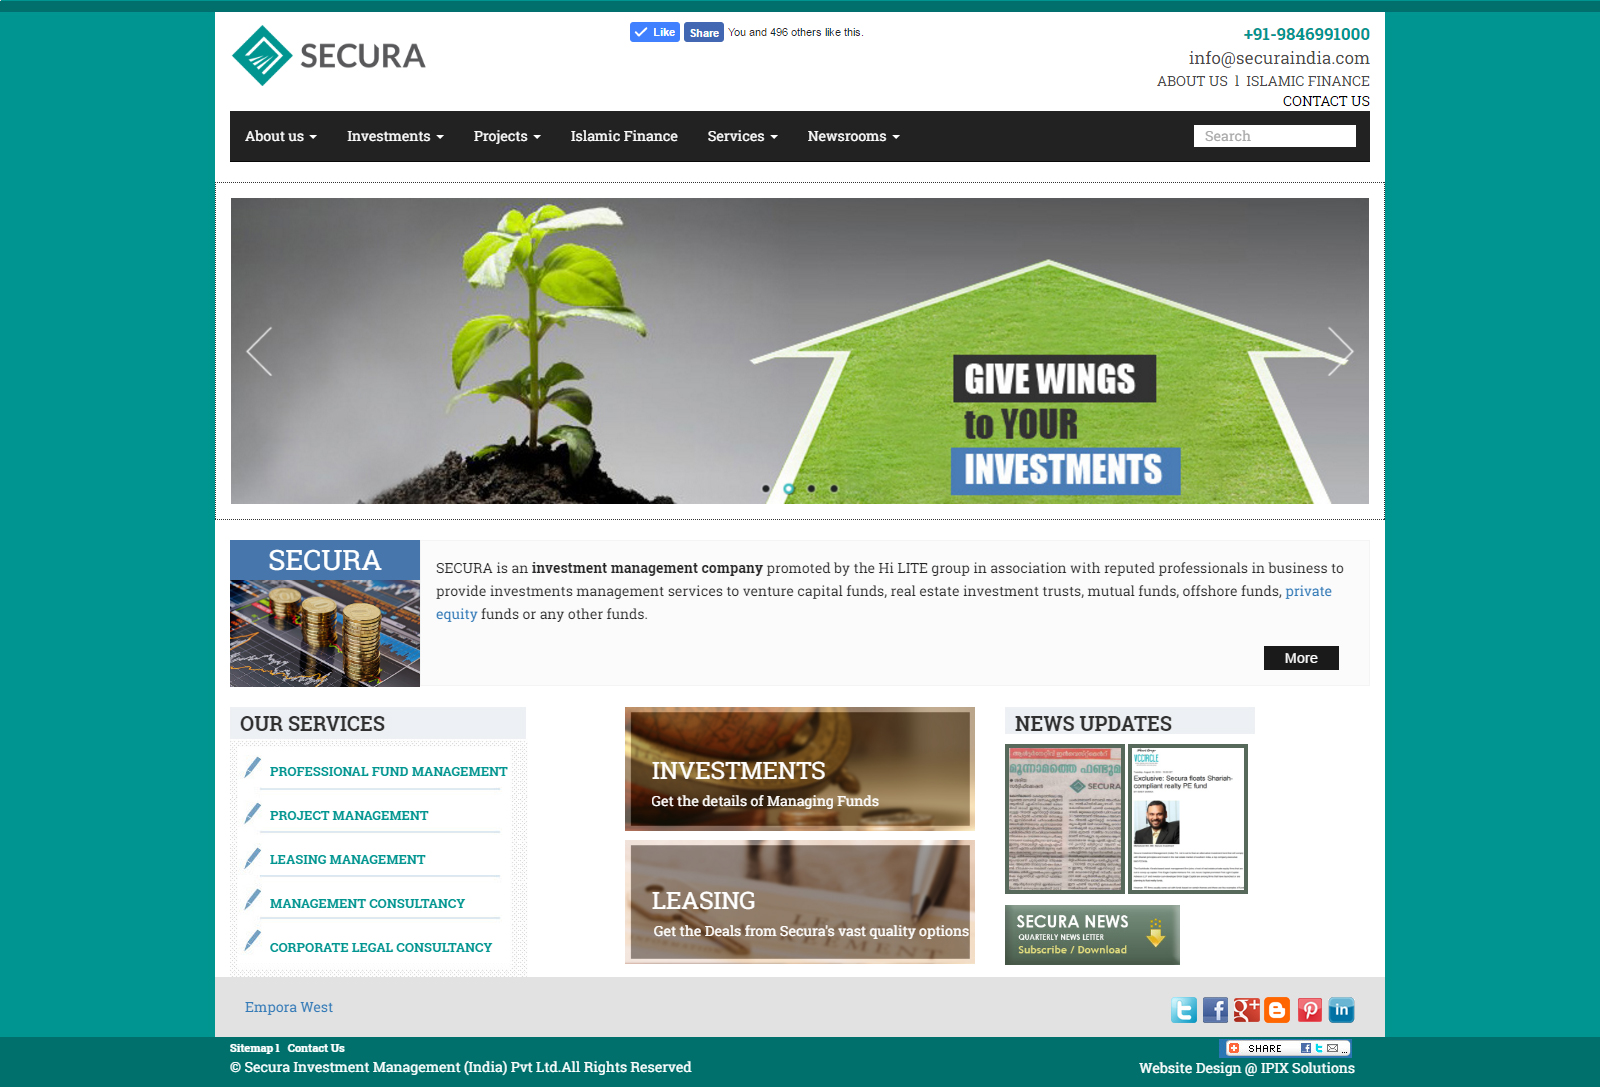 SECURA
Like
Share
You and 496 others like this.
+91-9846991000
info@securaindia.com
ABOUT US l ISLAMIC FINANCE
CONTACT US
About us
Investments
Projects
Islamic Finance
Services
Newsrooms
Search
GIVE WINGS
to YOUR
INVESTMENTS
SECURA
SECURA is an investment management company promoted by the Hi LITE group in association with reputed professionals in business to
provide investments management services to venture capital funds, real estate investment trusts, mutual funds, offshore funds, private
equity funds or any other funds.
More
OUR SERVICES
PROFESSIONAL FUND MANAGEMENT
PROJECT MANAGEMENT
LEASING MANAGEMENT
MANAGEMENT CONSULTANCY
CORPORATE LEGAL CONSULTANCY
INVESTMENTS
Get the details of Managing Funds
LEASING
Get the Deals from Secura's vast quality options
NEWS UPDATES
മൂന്നാമത്തെ
SECURA
VCCIRCLE
Exclusive: Secura floats Shariah-
compliant realty PE fund
SECURA NEWS
QUARTERLY NEWS LETTER
Subscribe / Download
Empora West
Sitemap l Contact Us
SHARE
© Secura Investment Management (India) Pvt Ltd.All Rights Reserved
Website Design @ IPIX Solutions